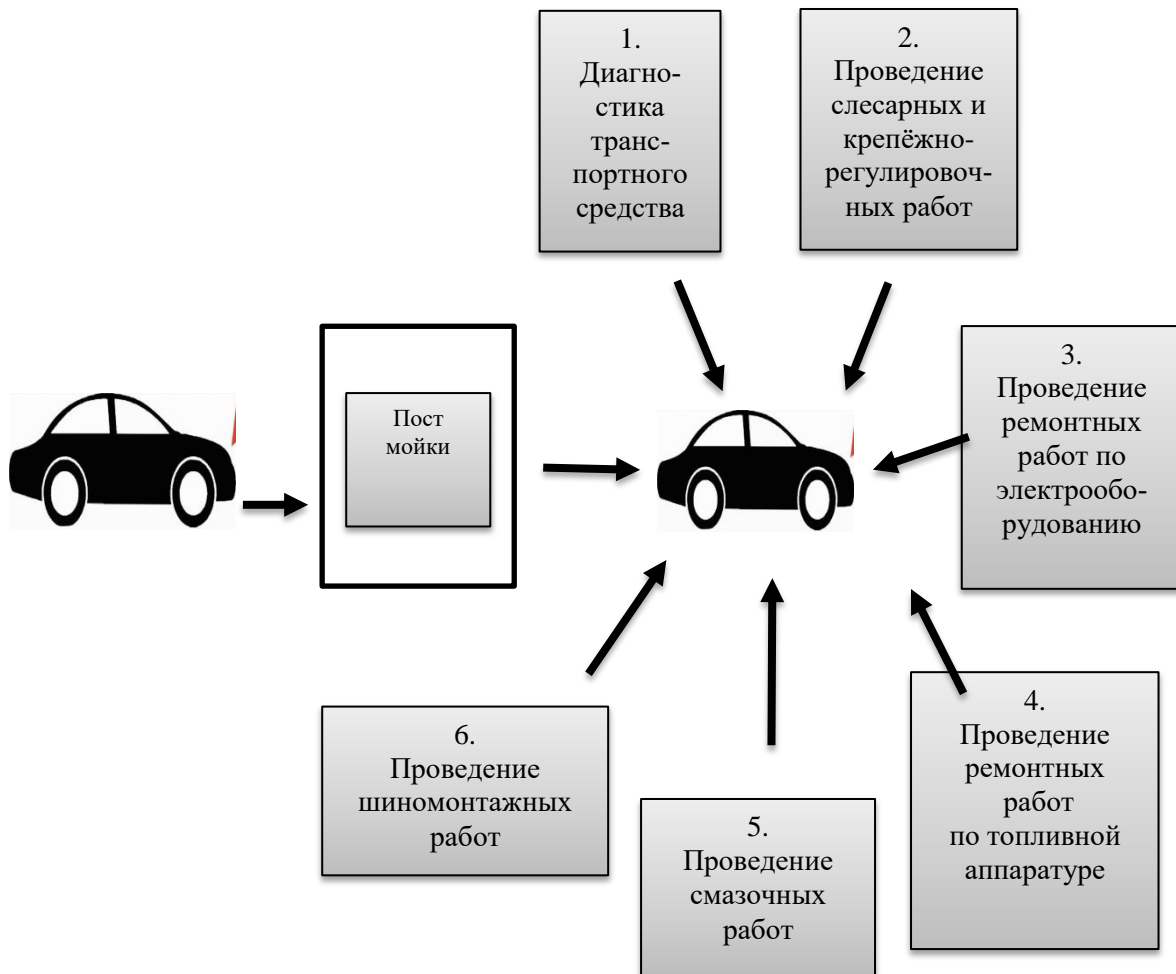 1.
Диагно-
стика
транс-
портного
средства
2.
Проведение
слесарных и
крепёжно-
регулировоч-
ных работ
3.
Проведение
ремонтных
работ по
электрообо-
рудованию
Пост
мойки
4.
Проведение
ремонтных
работ
по топливной
аппаратуре
5.
Проведение
смазочных
работ
6.
Проведение
шиномонтажных
работ